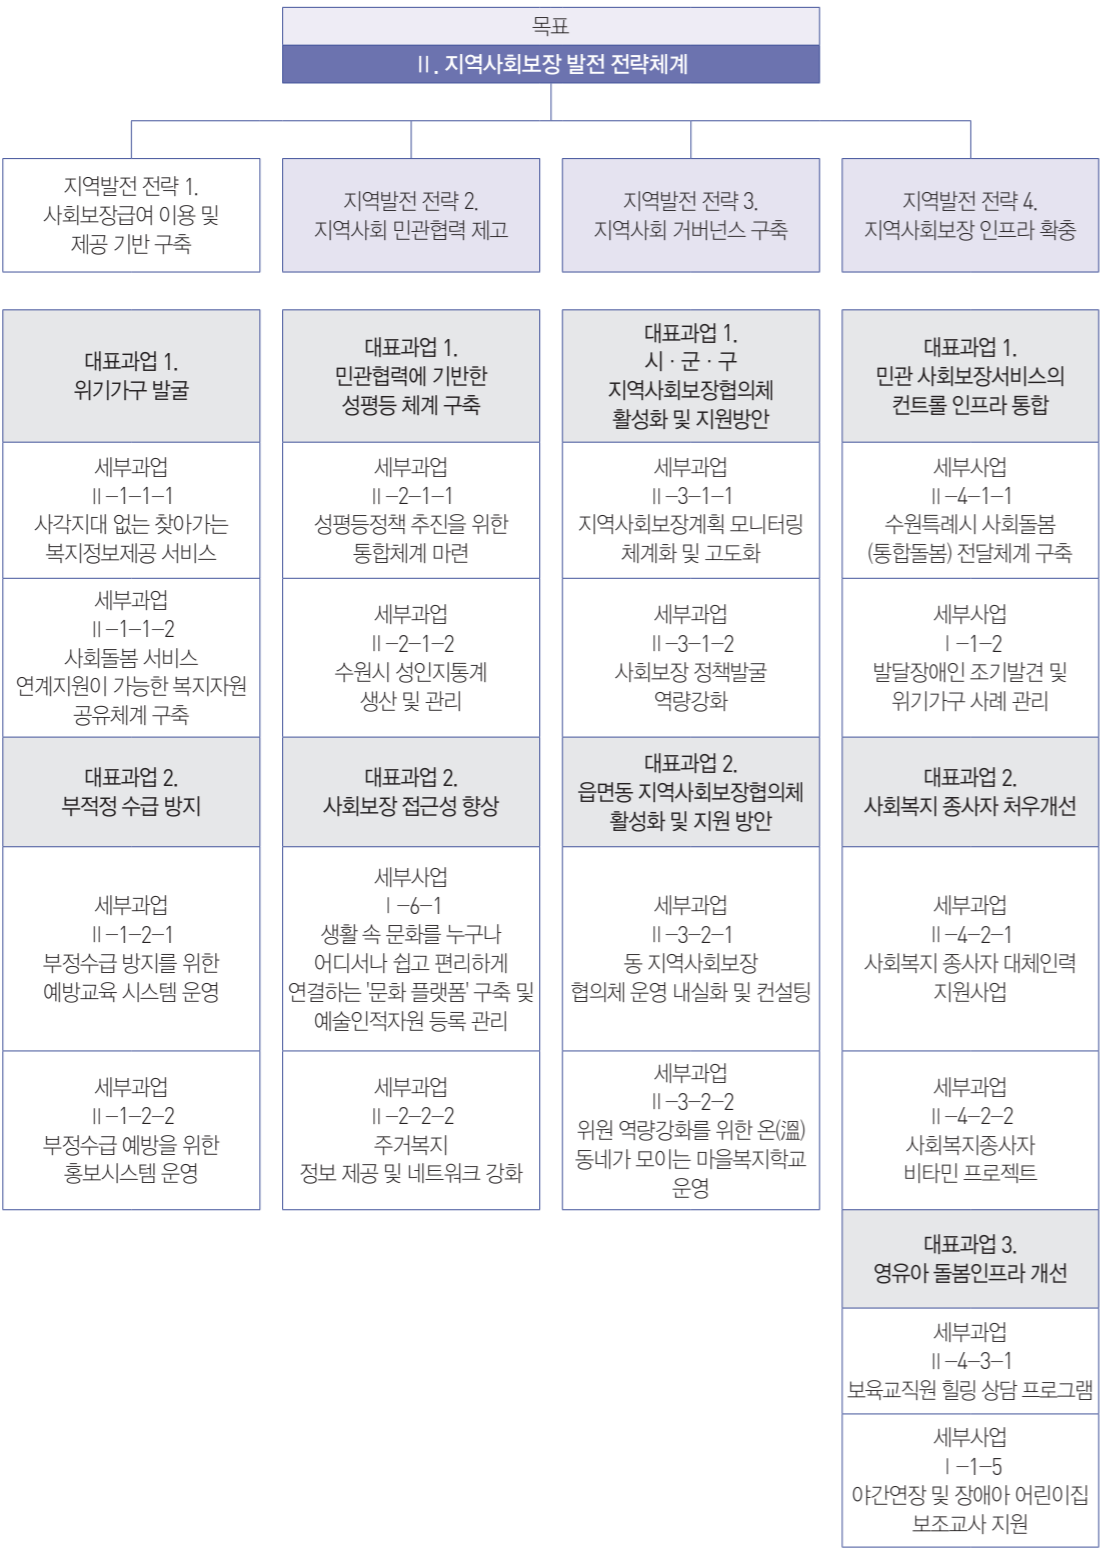 목표
Ⅱ. 지역사회보장 발전 전략체계
지역발전 전략 1.
사회보장급여 이용 및
제공 기반 구축
지역발전 전략 2.
지역사회 민관협력 제고
지역발전 전략 3.
지역사회 거버넌스 구축
지역발전 전략 4.
지역사회보장 인프라 확충
대표과업 1.
위기가구 발굴
세부과업
Ⅱ-1-1-1
사각지대 없는 찾아가는
복지정보제공 서비스
세부과업
Ⅱ-1-1-2
사회돌봄 서비스
연계지원이 가능한 복지자원
공유체계 구축
대표과업 2.
부적정 수급 방지
세부과업
Ⅱ-1-2-1
부정수급 방지를 위한
예방교육 시스템 운영
세부과업
Ⅱ-1-2-2
부정수급 예방을 위한
홍보시스템 운영
대표과업 1.
민관협력에 기반한
성평등 체계 구축
세부과업
Ⅱ-2-1-1
성평등정책 추진을 위한
통합체계 마련
세부과업
Ⅱ-2-1-2
수원시 성인지통계
생산 및 관리
대표과업 2.
사회보장 접근성 향상
세부사업
Ⅰ-6-1
생활 속 문화를 누구나
어디서나 쉽고 편리하게
연결하는 '문화 플랫폼' 구축 및
예술인적자원 등록 관리
세부과업
Ⅱ-2-2-2
주거복지
정보 제공 및 네트워크 강화
대표과업 1.
시 · 군 · 구
지역사회보장협의체
활성화 및 지원방안
세부과업
Ⅱ-3-1-1
지역사회보장계획 모니터링
체계화 및 고도화
세부과업
Ⅱ-3-1-2
사회보장 정책발굴
역량강화
대표과업 2.
읍면동 지역사회보장협의체
활성화 및 지원 방안
세부과업
Ⅱ-3-2-1
동 지역사회보장
협의체 운영 내실화 및 컨설팅
세부과업
Ⅱ-3-2-2
위원 역량강화를 위한 온(溫)
동네가 모이는 마을복지학교
운영
대표과업 1.
민관 사회보장서비스의
컨트롤 인프라 통합
세부사업
Ⅱ-4-1-1
수원특례시 사회돌봄
(통합돌봄) 전달체계 구축
세부사업
Ⅰ-1-2
발달장애인 조기발견 및
위기가구 사례 관리
대표과업 2.
사회복지 종사자 처우개선
세부과업
Ⅱ-4-2-1
사회복지 종사자 대체인력
지원사업
세부과업
Ⅱ-4-2-2
사회복지종사자
비타민 프로젝트
대표과업 3.
영유아 돌봄인프라 개선
세부과업
Ⅱ-4-3-1
보육교직원 힐링 상담 프로그램
세부사업
Ⅰ-1-5
야간연장 및 장애아 어린이집
보조교사 지원